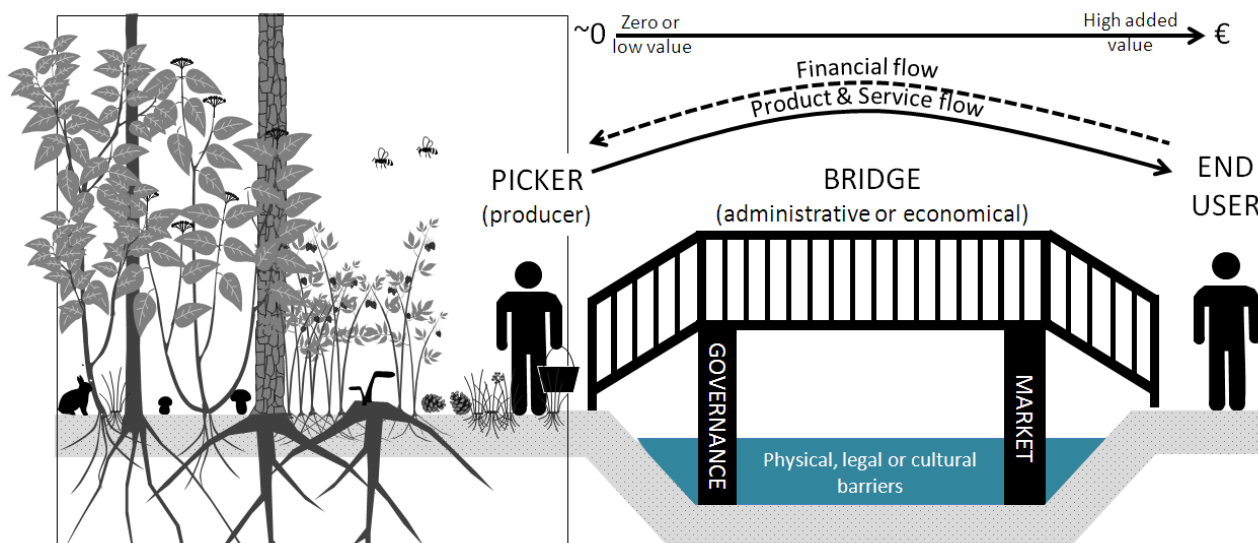 ~0
Zero or
low value
High added
value
€
Financial flow
Product & Service flow
PICKER
(producer)
BRIDGE
(administrative or economical)
END
USER
GOVERNANCE
MARKET
Physical, legal or cultural
barriers